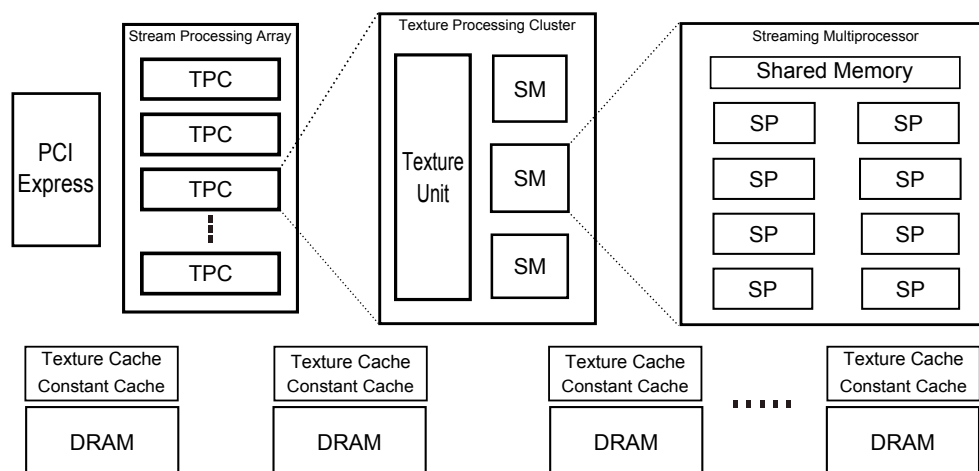 Stream Processing Array
TPC
TPC
TPC
TPC
PCI
Express
Texture Processing Cluster
Texture
Unit
SM
SM
SM
Streaming Multiprocessor
Shared Memory
SP
SP
SP
SP
SP
SP
SP
SP
Texture Cache
Constant Cache
DRAM
Texture Cache
Constant Cache
DRAM
Texture Cache
Constant Cache
DRAM
Texture Cache
Constant Cache
DRAM